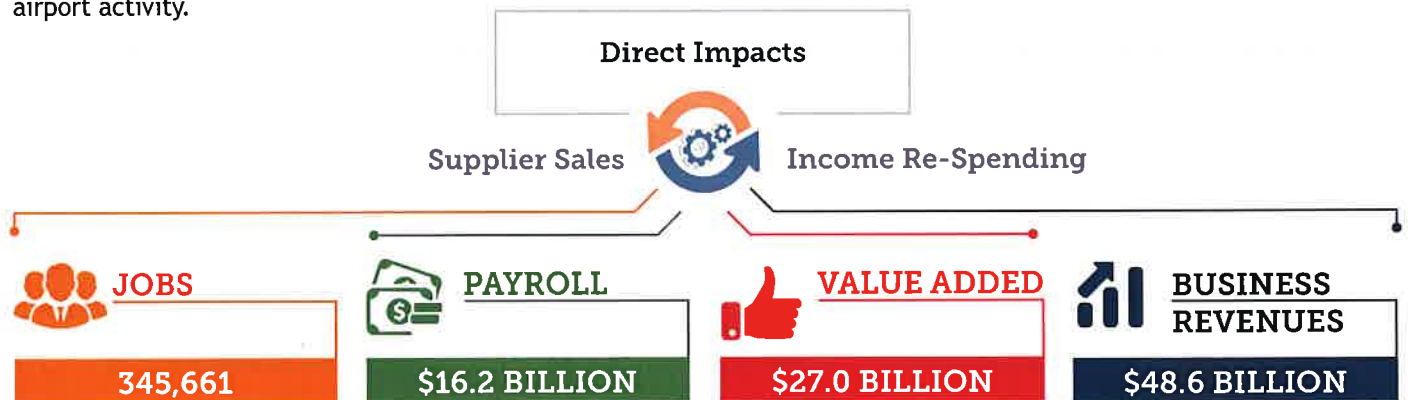 airport activity.
Direct Impacts
Supplier Sales
Income Re-Spending
JOBS
345,661
PAYROLL
$16.2 BILLION
VALUE ADDED
$27.0 BILLION
BUSINESS
REVENUES
$48.6 BILLION